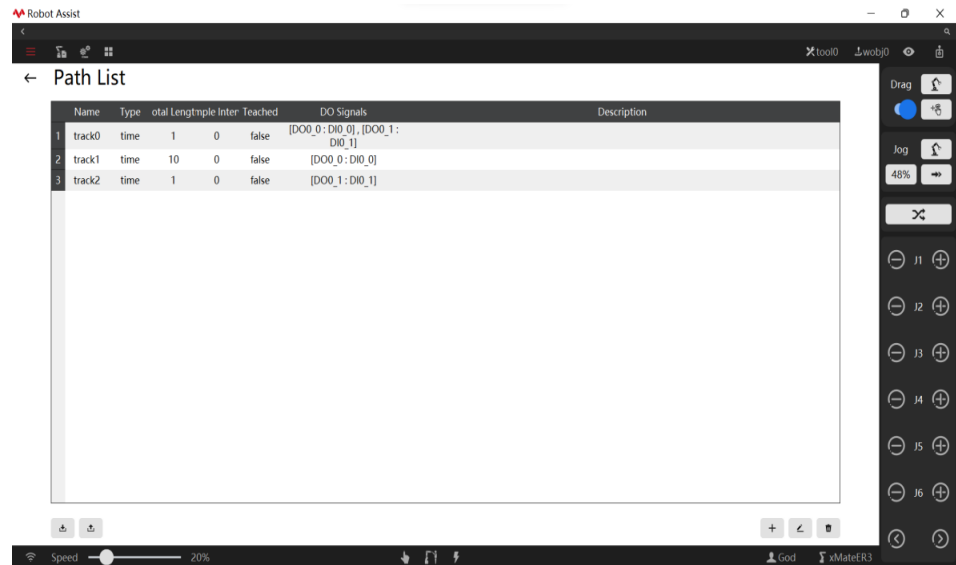 Robot Assist
tool0 wobj0
Path List
Name Type otal Lengt mple Inter Teached DO Signals Description
1 track0 time 1 0 false [DO0_0 : DI0_0] , [DO0_1 :
DI0_1]
2 track1 time 10 0 false [DO0_0 : DI0_0]
3 track2 time 1 0 false [DO0_1 : DI0_1]
Drag
Jog
48%
J1
J2
J3
J4
J5
J6
Speed 20% God xMateER3